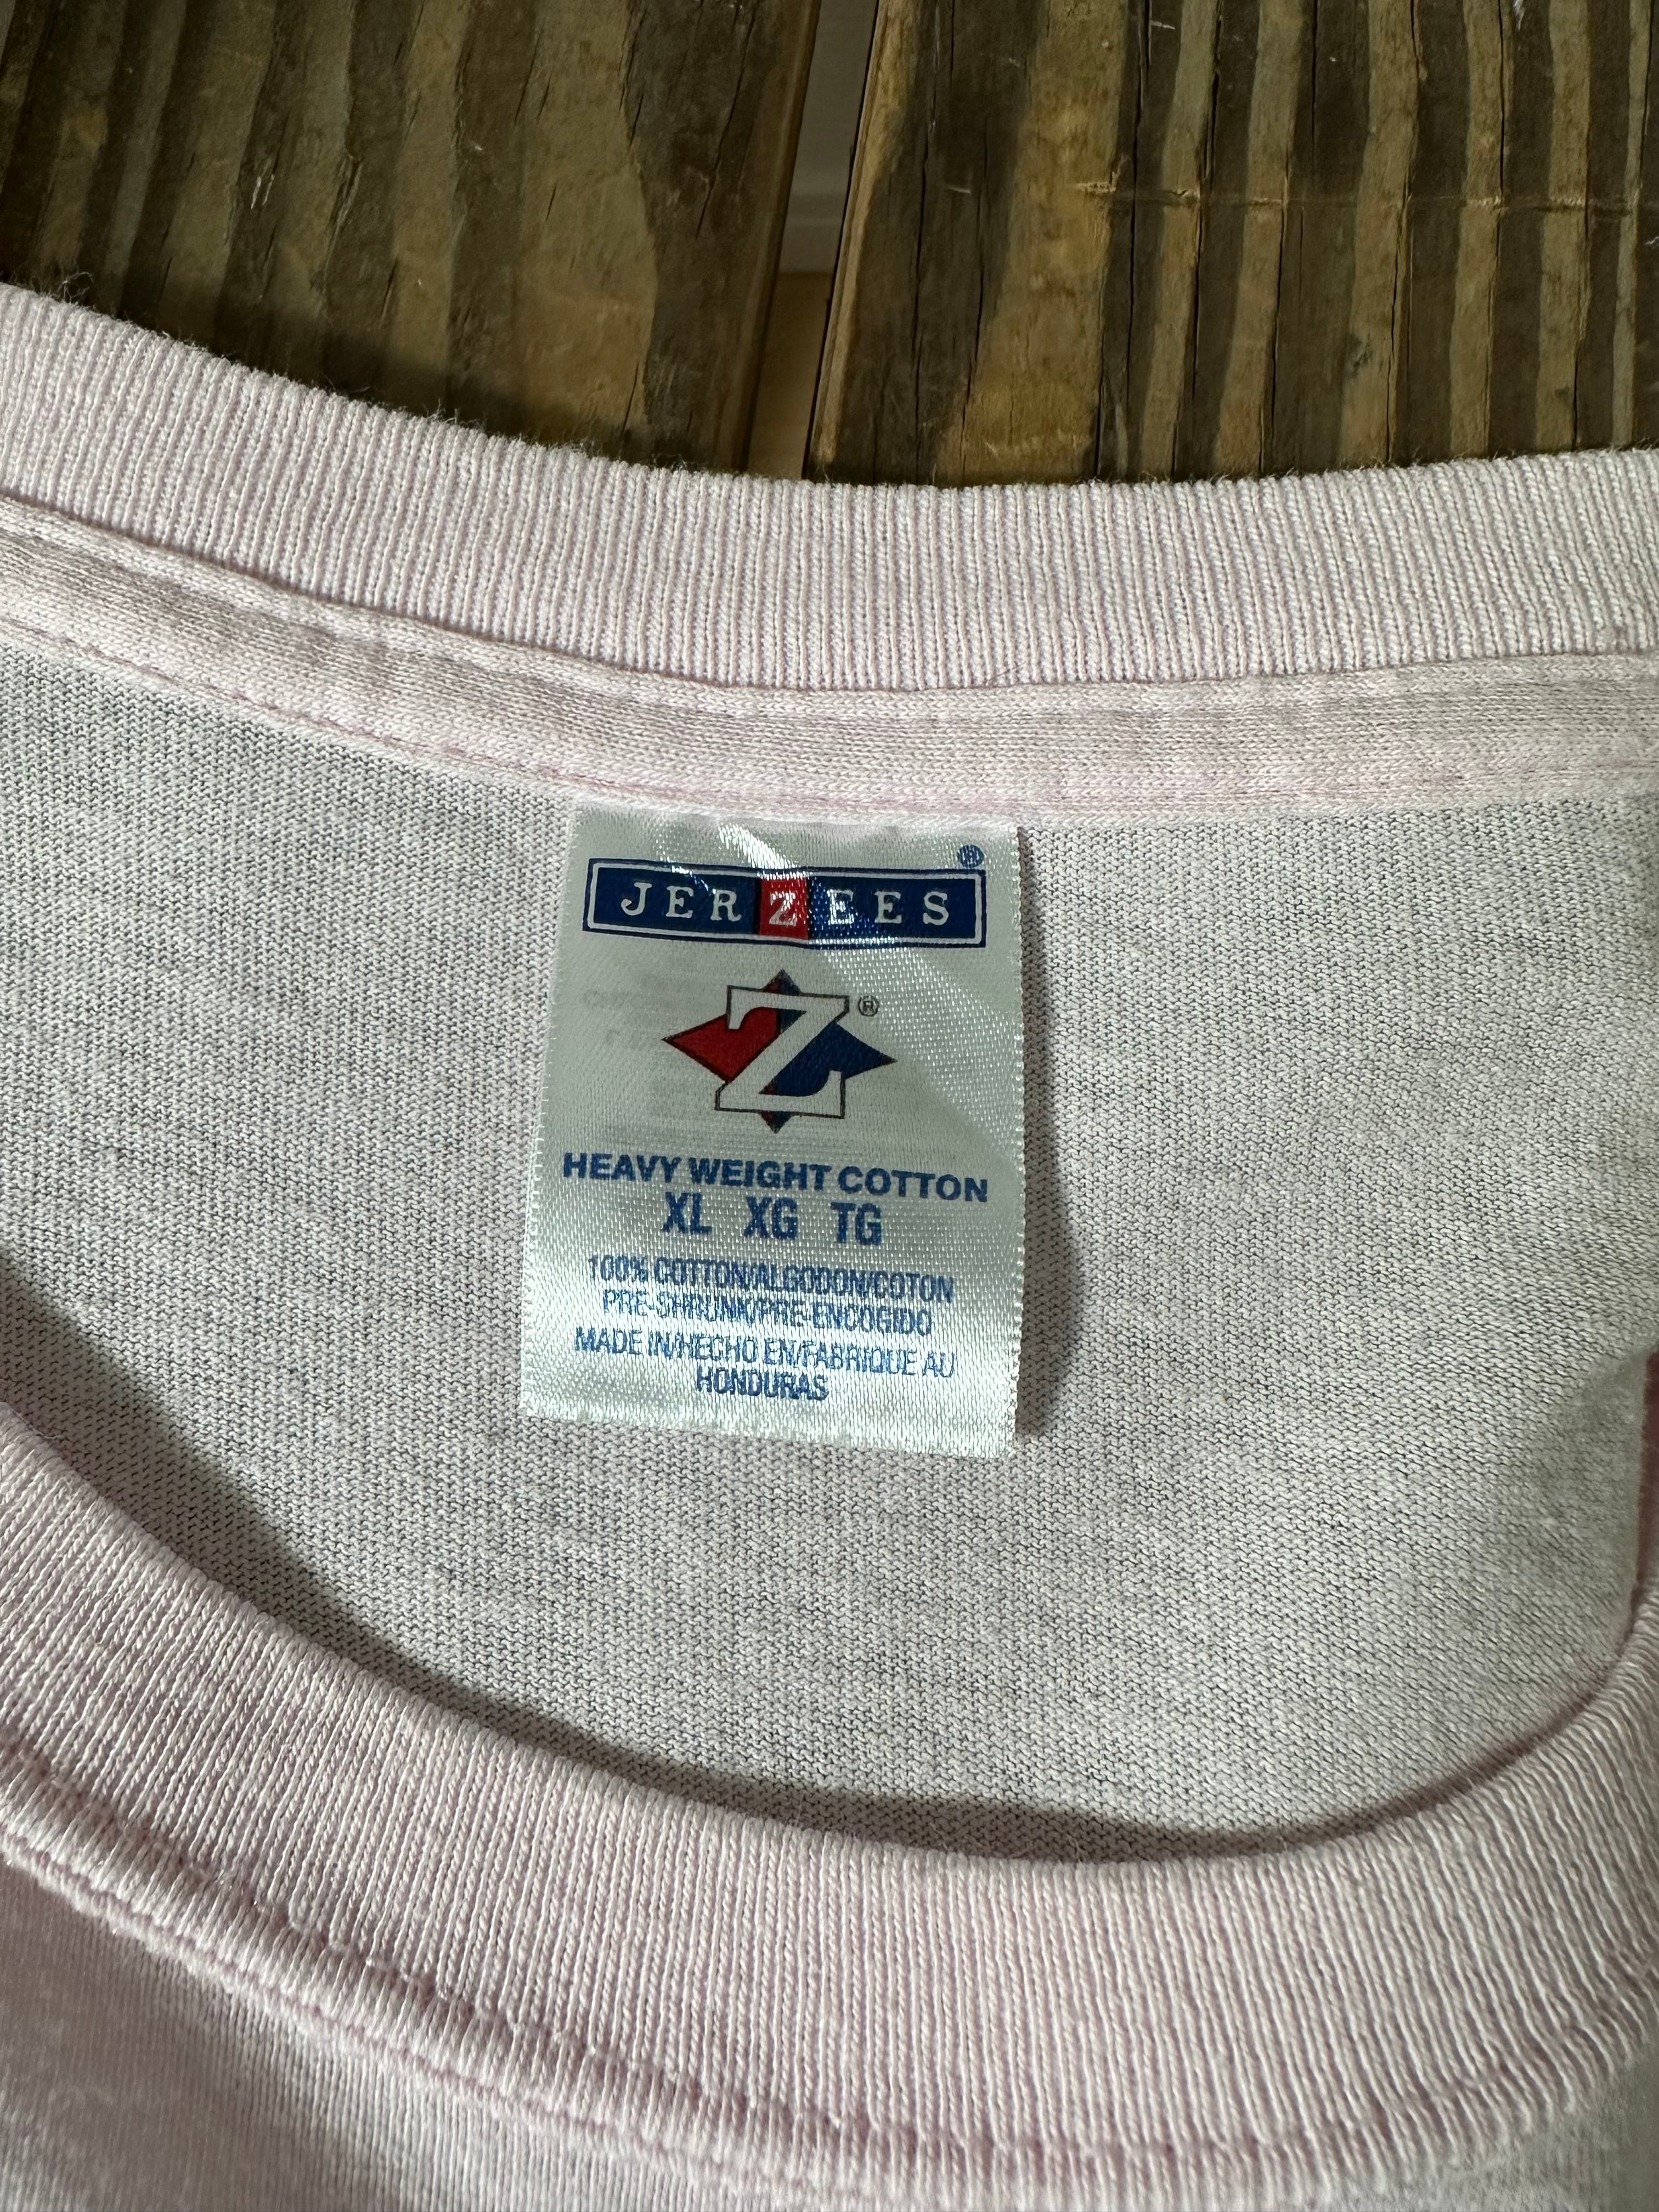 JERZEES®
Z®
HEAVY WEIGHT COTTON
XL XG TG
100% COTTON/ALGODON/COTON
PRE-SHRUNK/PRE-ENCOGIDO
MADE IN/HECHO EN/FABRIQUE AU
HONDURAS